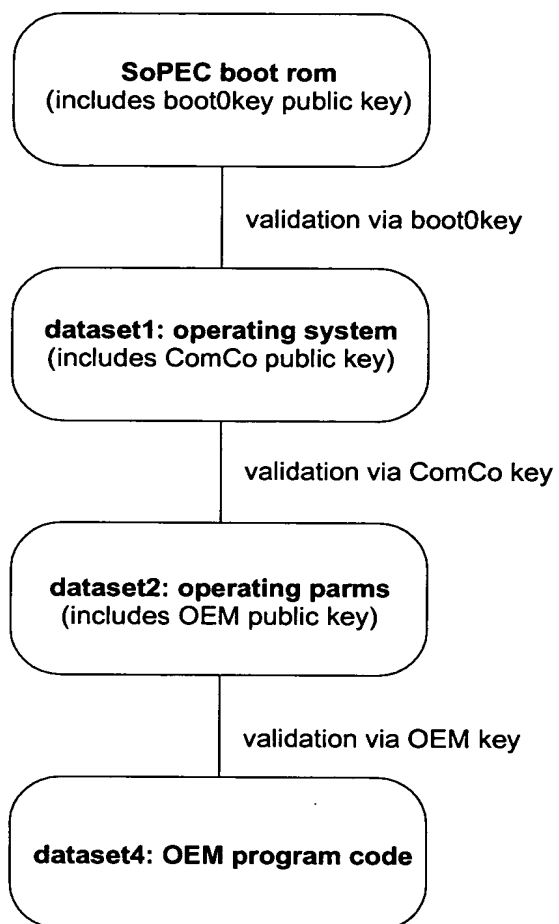 SoPEC boot rom
(includes boot0key public key)
validation via boot0key
dataset1: operating system
(includes ComCo public key)
validation via ComCo key
dataset2: operating parms
(includes OEM public key)
validation via OEM key
dataset4: OEM program code